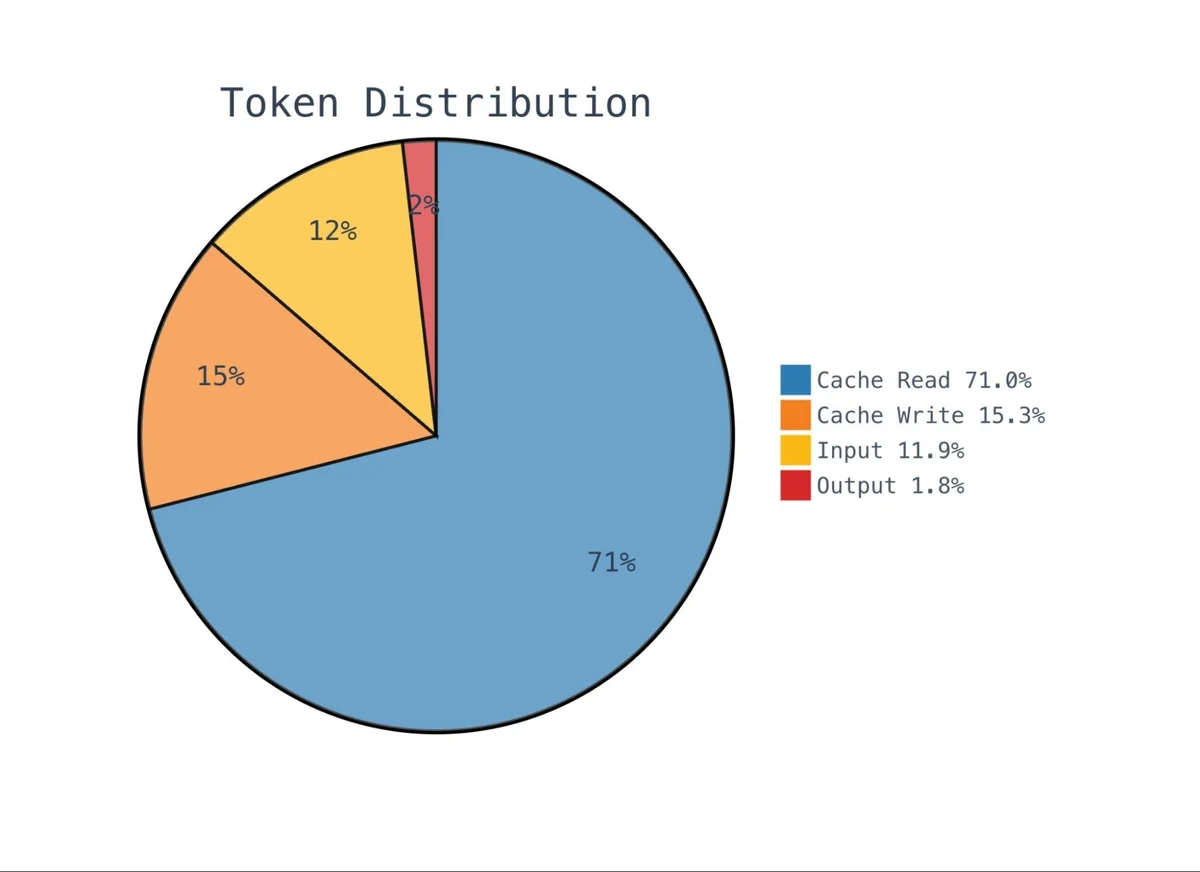 Token Distribution
2%
12%
15%
71%
Cache Read 71.0%
Cache Write 15.3%
Input 11.9%
Output 1.8%